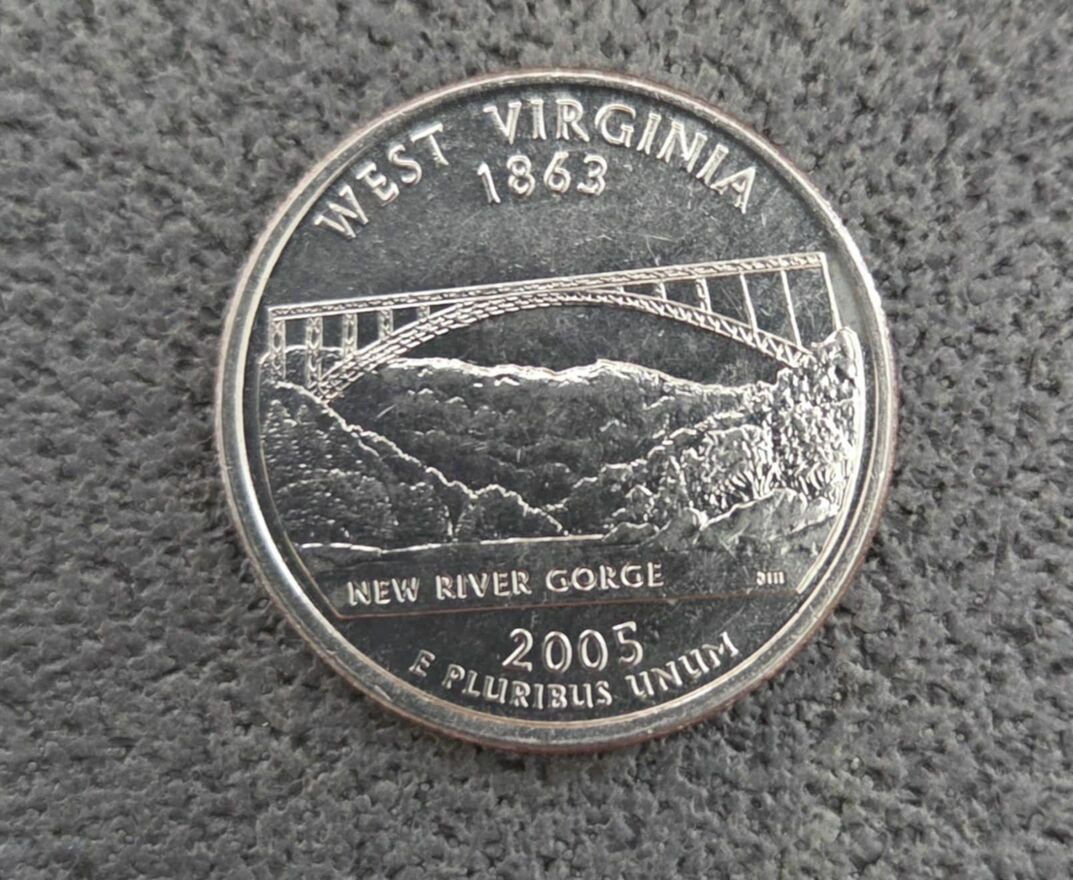 WEST VIRGINIA
1863
NEW RIVER GORGE
2005
E PLURIBUS UNUM